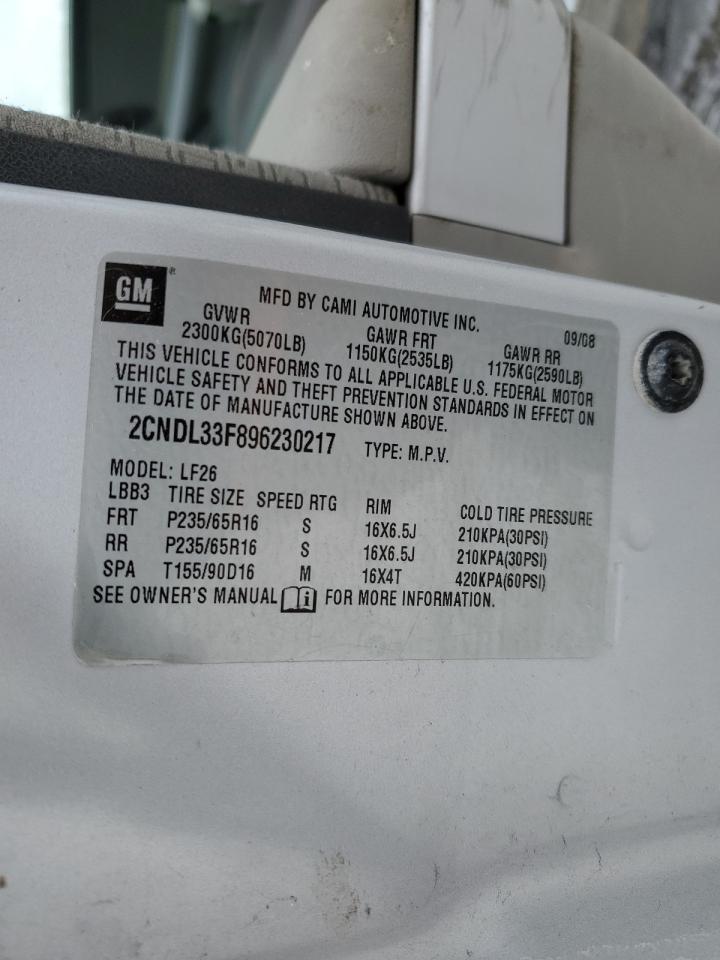 GM®
MFD BY CAMI AUTOMOTIVE INC.
09/08
GVWR GAWR FRT GAWR RR
2300KG(5070LB) 1150KG(2535LB) 1175KG(2590LB)
THIS VEHICLE CONFORMS TO ALL APPLICABLE U.S. FEDERAL MOTOR
VEHICLE SAFETY AND THEFT PREVENTION STANDARDS IN EFFECT ON
THE DATE OF MANUFACTURE SHOWN ABOVE.
2CNDL33F896230217 TYPE: M.P.V.
MODEL: LF26
LBB3 TIRE SIZE SPEED RTG RIM COLD TIRE PRESSURE
FRT P235/65R16 S 16X6.5J 210KPA(30PSI)
RR P235/65R16 S 16X6.5J 210KPA(30PSI)
SPA T155/90D16 M 16X4T 420KPA(60PSI)
SEE OWNER'S MANUAL i FOR MORE INFORMATION.